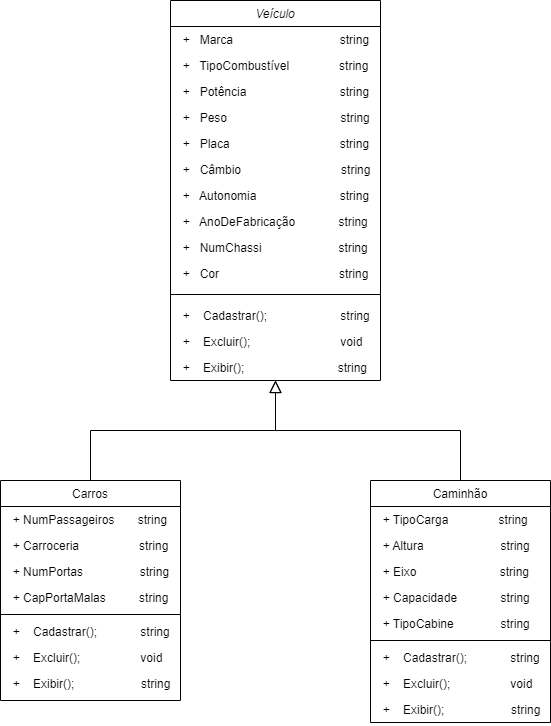 Veículo
+ Marca string
+ TipoCombustível string
+ Potência string
+ Peso string
+ Placa string
+ Câmbio string
+ Autonomia string
+ AnoDeFabricação string
+ NumChassi string
+ Cor string
+ Cadastrar(); string
+ Excluir(); void
+ Exibir(); string
Carros
+ NumPassageiros string
+ Carroceria string
+ NumPortas string
+ CapPortaMalas string
+ Cadastrar(); string
+ Excluir(); void
+ Exibir(); string
Caminhão
+ TipoCarga string
+ Altura string
+ Eixo string
+ Capacidade string
+ TipoCabine string
+ Cadastrar(); string
+ Excluir(); void
+ Exibir(); string